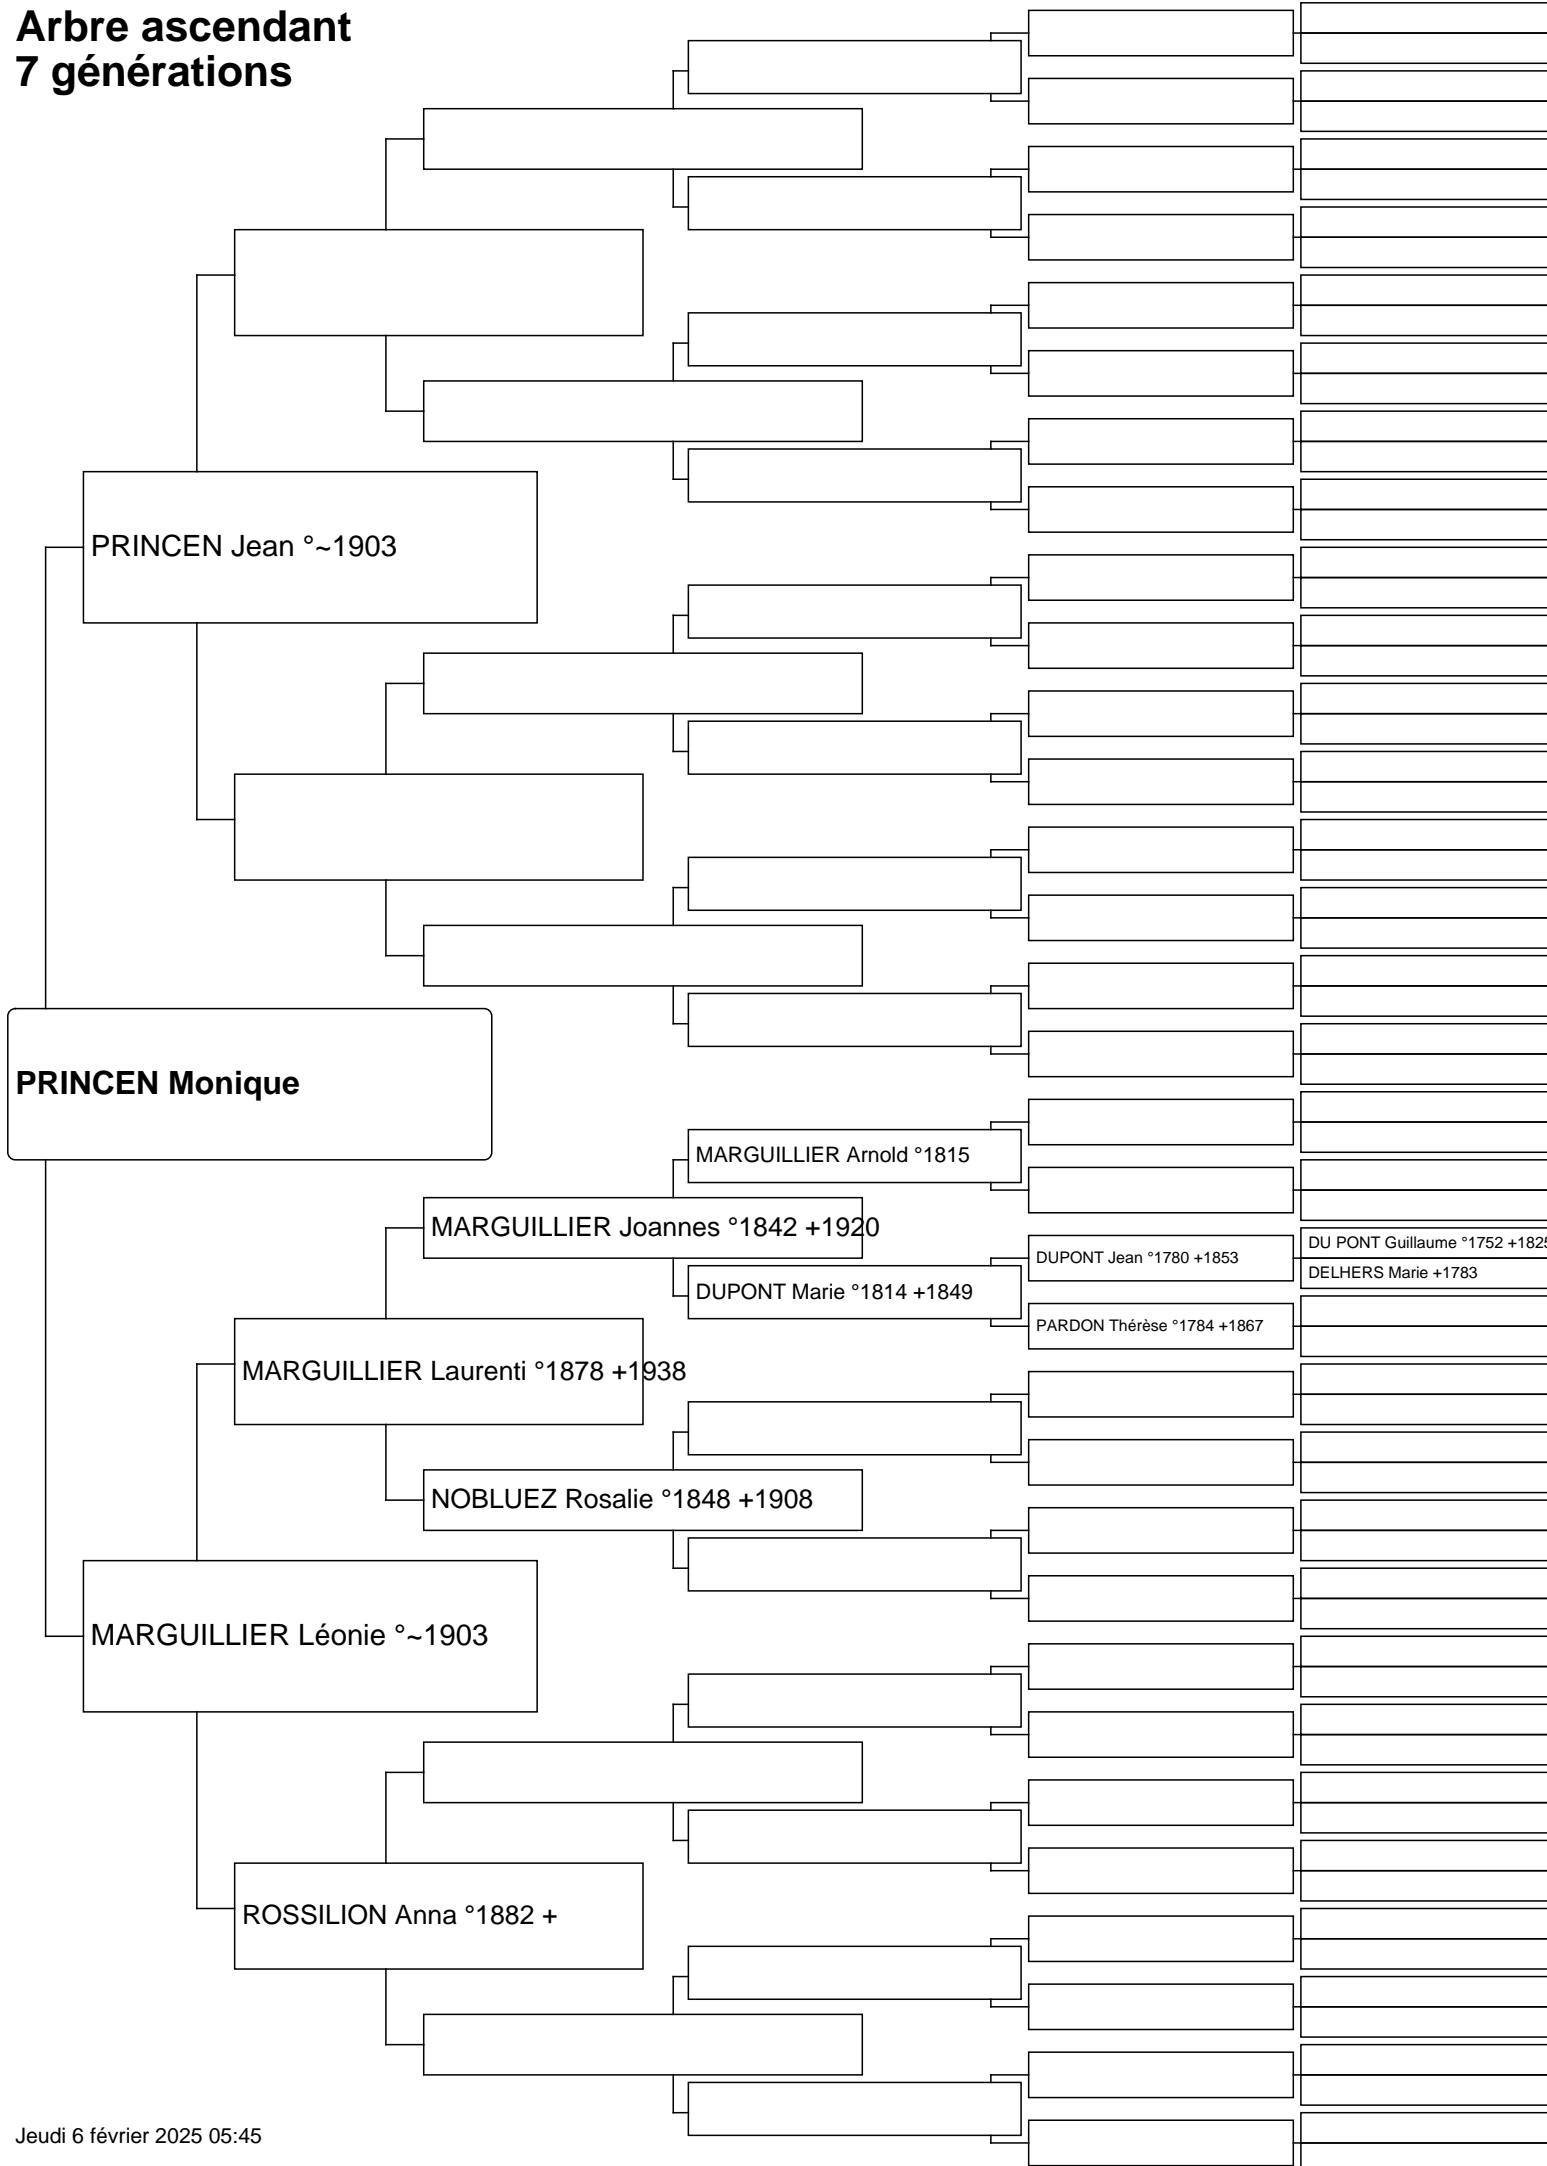 Arbre ascendant
7 générations
PRINCEN Jean °~1903
PRINCEN Monique
MARGUILLIER Arnold °1815
MARGUILLIER Joannes °1842 +1920
DU PONT Guillaume °1752 +1825
DUPONT Jean °1780 +1853
DELHERS Marie +1783
DUPONT Marie °1814 +1849
PARDON Thérèse °1784 +1867
MARGUILLIER Laurenti °1878 +1938
NOBLUEZ Rosalie °1848 +1908
MARGUILLIER Léonie °~1903
ROSSILION Anna °1882 +
Jeudi 6 février 2025 05:45